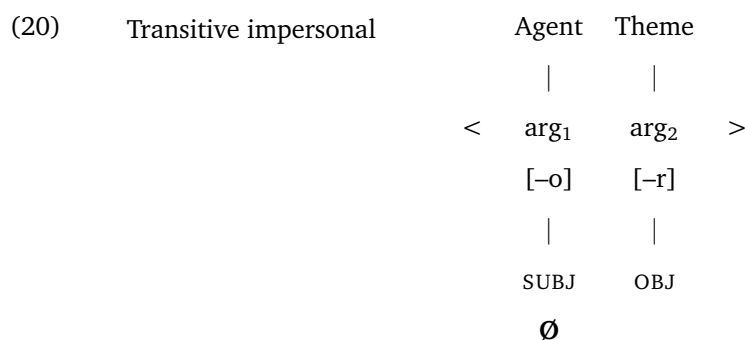 (20) Transitive impersonal Agent Theme
| |
< arg₁ arg₂ >
[–o] [–r]
| |
SUBJ OBJ
Ø